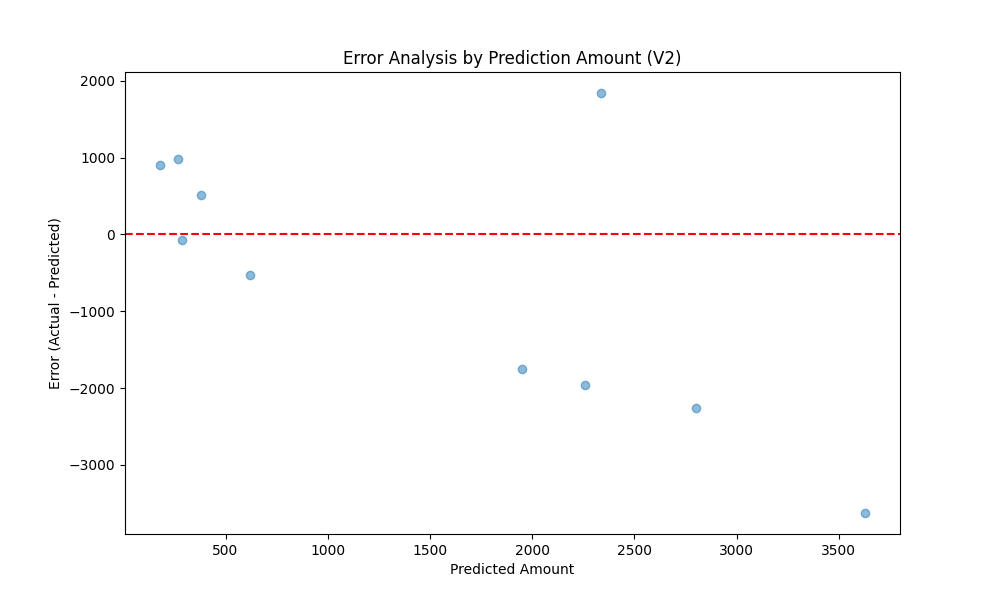 Error Analysis by Prediction Amount (V2)
Error (Actual - Predicted)
2000
1000
0
−1000
−2000
−3000
500 1000 1500 2000 2500 3000 3500
Predicted Amount